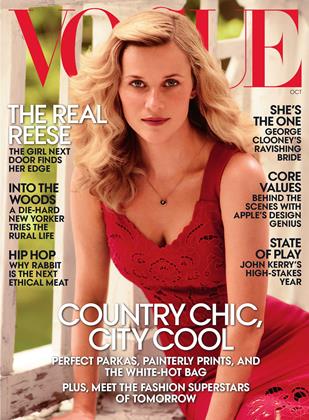 VOGUE
OCT
THE REAL
REESE
THE GIRL NEXT
DOOR FINDS
HER EDGE
INTO THE
WOODS
A DIE-HARD
NEW YORKER
TRIES THE
RURAL LIFE
HIP HOP
WHY RABBIT
IS THE NEXT
ETHICAL MEAT
SHE'S
THE ONE
GEORGE
CLOONEY'S
RAVISHING
BRIDE
CORE
VALUES
BEHIND THE
SCENES WITH
APPLE'S DESIGN
GENIUS
STATE
OF PLAY
JOHN KERRY'S
HIGH-STAKES
YEAR
COUNTRY CHIC,
CITY COOL
PERFECT PARKAS, PAINTERLY PRINTS, AND
THE WHITE-HOT BAG
PLUS, MEET THE FASHION SUPERSTARS
OF TOMORROW